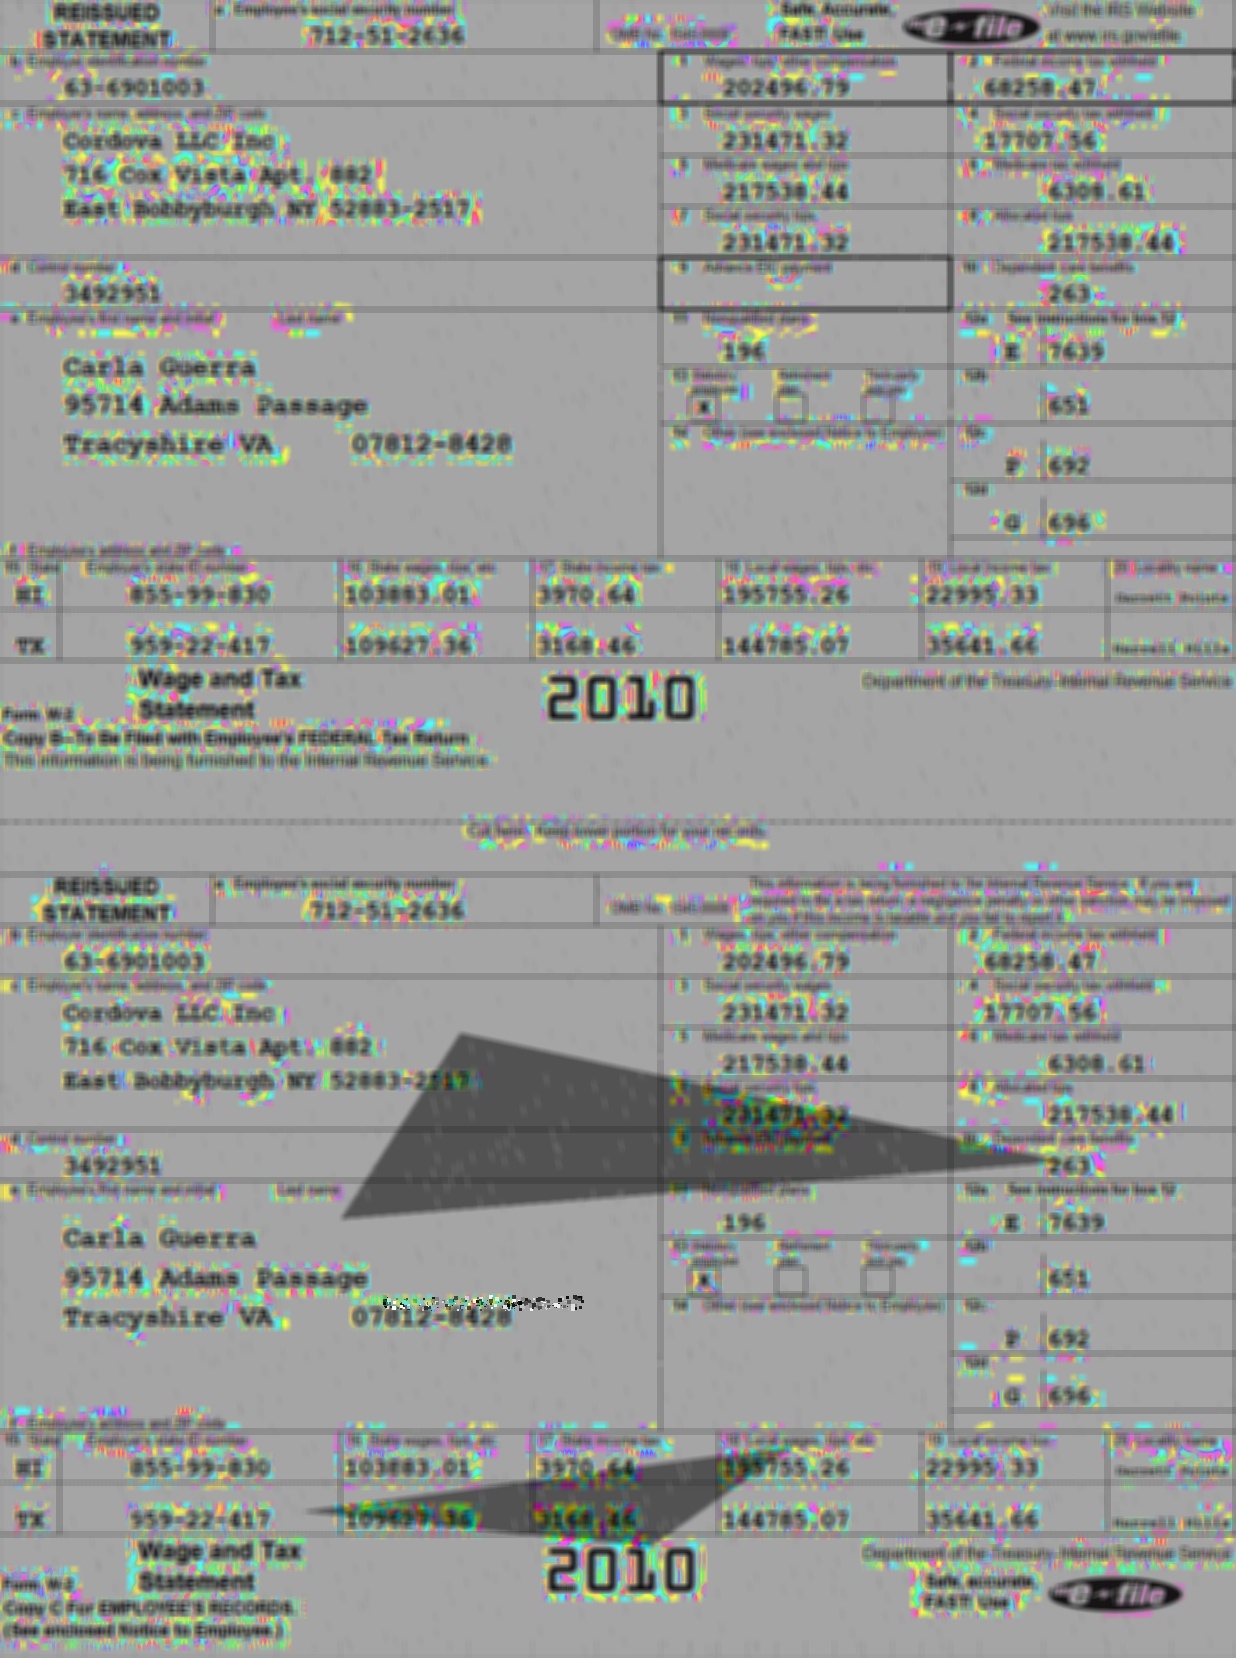 REISSUED STATEMENT
a Employee's social security number
712-51-2636
Safe, Accurate, FAST! Use
e-file
Visit the IRS Website at www.irs.gov/efile
b Employer identification number
63-6901003
1 Wages, tips, other compensation
202496.79
2 Federal income tax withheld
68258.47
c Employer's name, address, and ZIP code
Cordova LLC Inc
716 Cox Vista Apt. 882
East Bobbyburgh NY 52883-2517
3 Social security wages
231471.32
4 Social security tax withheld
17707.56
5 Medicare wages and tips
217538.44
6 Medicare tax withheld
6308.61
7 Social security tips
231471.32
8 Allocated tips
217538.44
d Control number
3492951
9 Advance EIC payment
10 Dependent care benefits
263
e Employee's first name and initial Last name
Carla Guerra
95714 Adams Passage
Tracyshire VA 07812-8428
11 Nonqualified plans
196
12a See instructions for box 12
E 7639
13 Statutory employee Retirement plan Third-party sick pay
X
12b
651
14 Other (see enclosed Notice to Employee)
12c
P 692
12d
G 696
f Employee's address and ZIP code
15 State Employer's state ID number 16 State wages, tips, etc. 17 State income tax 18 Local wages, tips, etc. 19 Local income tax 20 Locality name
HI 855-99-830 103883.01 3970.64 195755.26 22995.33
TX 959-22-417 109627.36 3168.46 144785.07 35641.66
Wage and Tax
Form W-2 Statement
2010
Department of the Treasury-Internal Revenue Service
Copy B—To Be Filed with Employee's FEDERAL Tax Return
This information is being furnished to the Internal Revenue Service.
Cut here. Keep lower portion for your records.
REISSUED STATEMENT
a Employee's social security number
712-51-2636
This information is being furnished to the Internal Revenue Service. If you are
required to file a tax return, a negligence penalty or other sanction may be imposed
on you if this income is taxable and you fail to report it.
b Employer identification number
63-6901003
1 Wages, tips, other compensation
202496.79
2 Federal income tax withheld
68258.47
c Employer's name, address, and ZIP code
Cordova LLC Inc
716 Cox Vista Apt. 882
East Bobbyburgh NY 52883-2517
3 Social security wages
231471.32
4 Social security tax withheld
17707.56
5 Medicare wages and tips
217538.44
6 Medicare tax withheld
6308.61
7 Social security tips
231471.32
8 Allocated tips
217538.44
d Control number
3492951
9 Advance EIC payment
10 Dependent care benefits
263
e Employee's first name and initial Last name
Carla Guerra
95714 Adams Passage
Tracyshire VA 07812-8428
11 Nonqualified plans
196
12a See instructions for box 12
E 7639
13 Statutory employee Retirement plan Third-party sick pay
X
12b
651
14 Other (see enclosed Notice to Employee)
12c
P 692
12d
G 696
f Employee's address and ZIP code
15 State Employer's state ID number 16 State wages, tips, etc. 17 State income tax 18 Local wages, tips, etc. 19 Local income tax 20 Locality name
HI 855-99-830 103883.01 3970.64 195755.26 22995.33
TX 959-22-417 109627.36 3168.46 144785.07 35641.66
Wage and Tax
Form W-2 Statement
2010
Department of the Treasury-Internal Revenue Service
Copy C For EMPLOYEE'S RECORDS.
(See enclosed Notice to Employee.)
Safe, accurate, FAST! Use
e-file